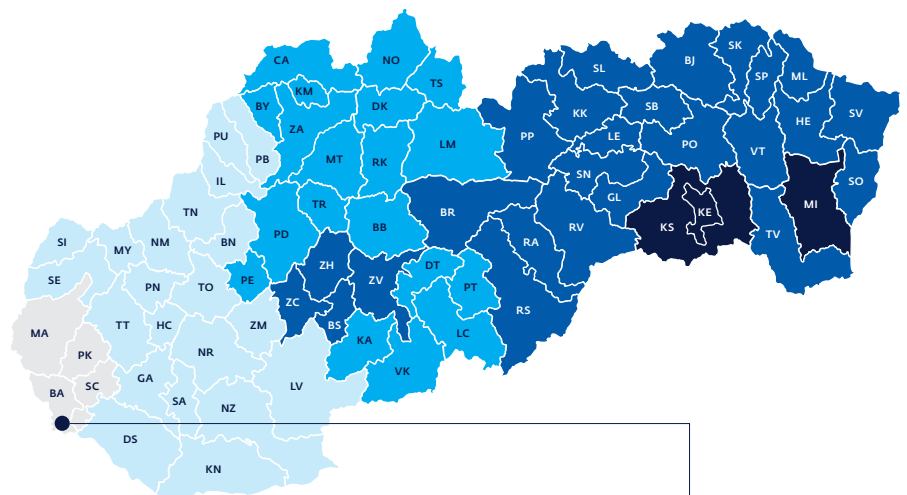 CA
NO
SL
BJ
SK
KM
TS
SP
ML
BY
DK
SB
SV
ZA
KK
HE
PU
LE
PP
PO
LM
VT
PB
MT
RK
SN
IL
SO
GL
TR
MI
TN
BR
KS
KE
BB
RV
PD
TV
SI
NM
BN
RA
MY
ZH
DT
SE
PE
ZV
PN
TO
PT
ZC
RS
TT
HC
ZM
BS
MA
LC
KA
PK
NR
VK
GA
SC
LV
BA
SA
NZ
DS
KN